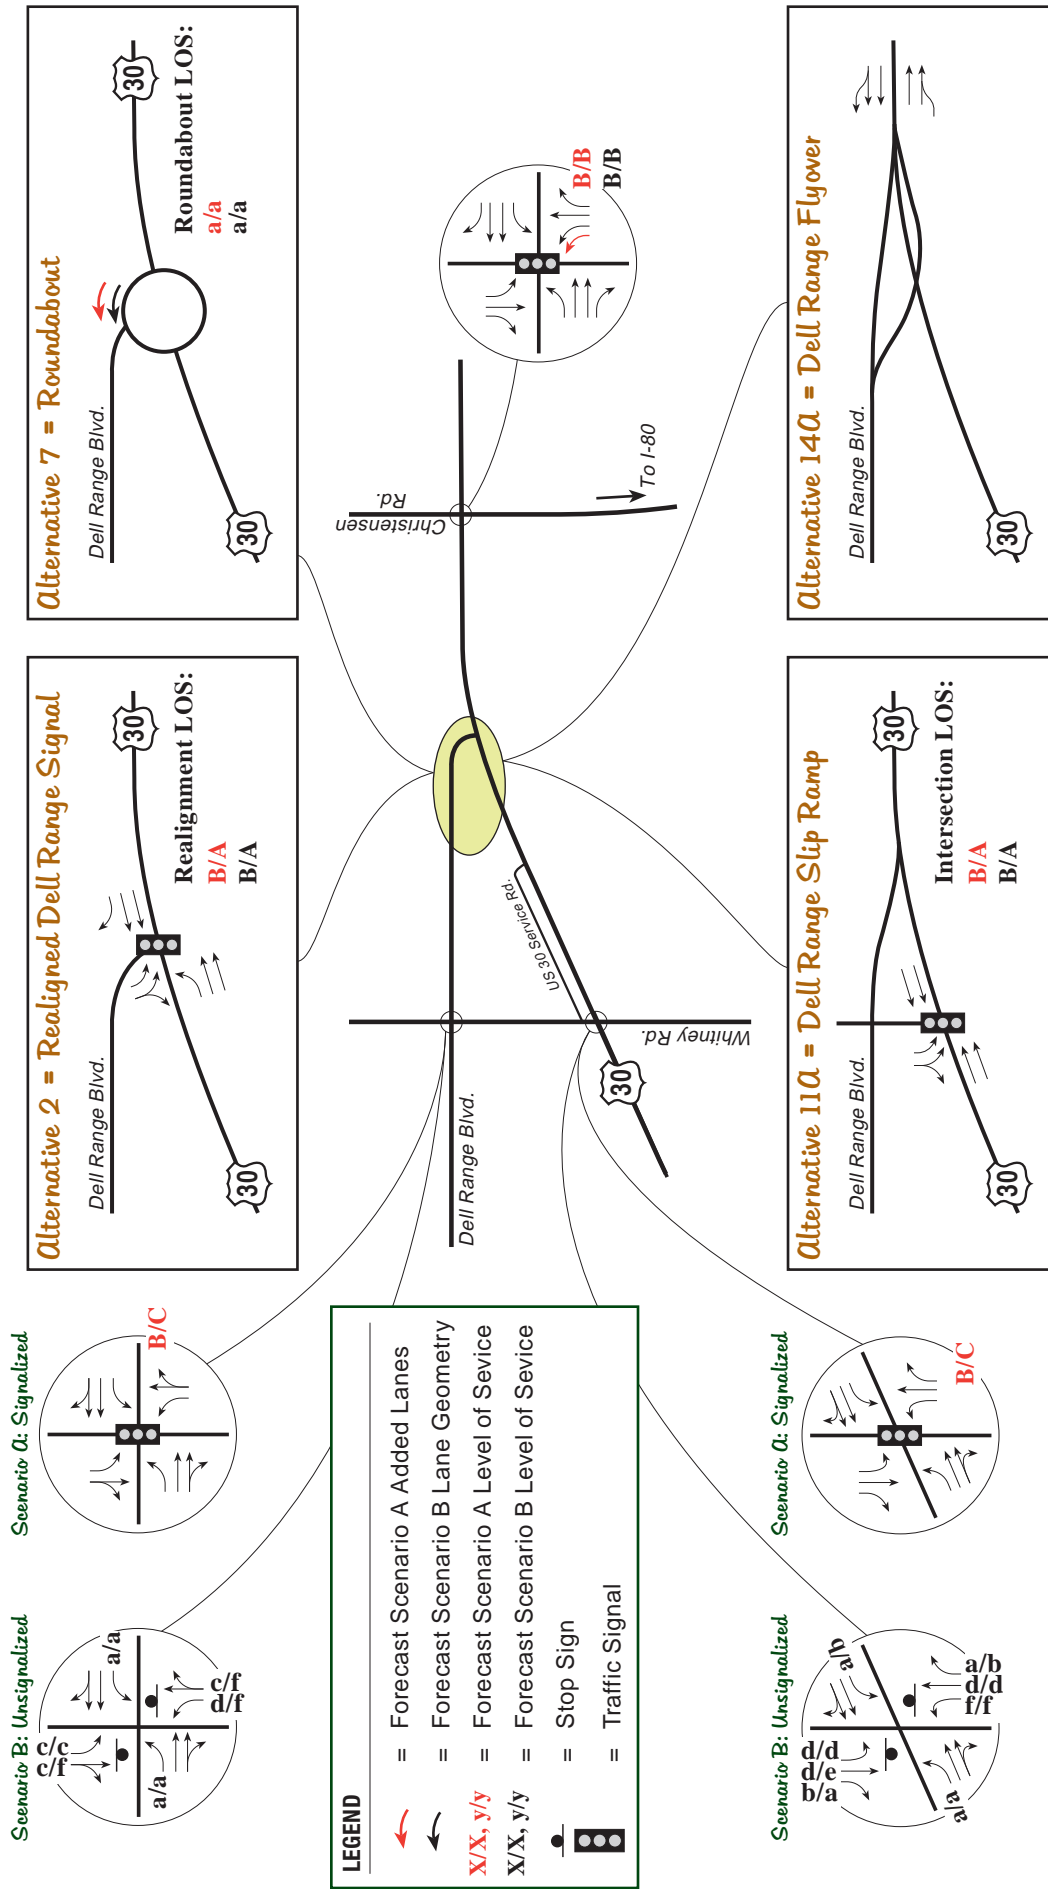 Scenario B: Unsignalized
c/c
c/f
a/a
a/a
c/f
d/f
Scenario A: Signalized
B/C
Alternative 2 = Realigned Dell Range Signal
Dell Range Blvd.
30
30
Realignment LOS:
B/A
B/A
Alternative 7 = Roundabout
Dell Range Blvd.
30
30
Roundabout LOS:
a/a
a/a
LEGEND
= Forecast Scenario A Added Lanes
= Forecast Scenario B Lane Geometry
X/X, y/y = Forecast Scenario A Level of Sevice
X/X, y/y = Forecast Scenario B Level of Sevice
= Stop Sign
= Traffic Signal
Dell Range Blvd.
30
Whitney Rd.
US 30 Service Rd.
Christensen
Rd.
To I-80
B/B
B/B
Scenario B: Unsignalized
d/d
d/e
b/a
a/b
a/a
a/b
d/d
f/f
Scenario A: Signalized
B/C
Alternative 11a = Dell Range Slip Ramp
Dell Range Blvd.
30
30
Intersection LOS:
B/A
B/A
Alternative 14a = Dell Range Flyover
Dell Range Blvd.
30